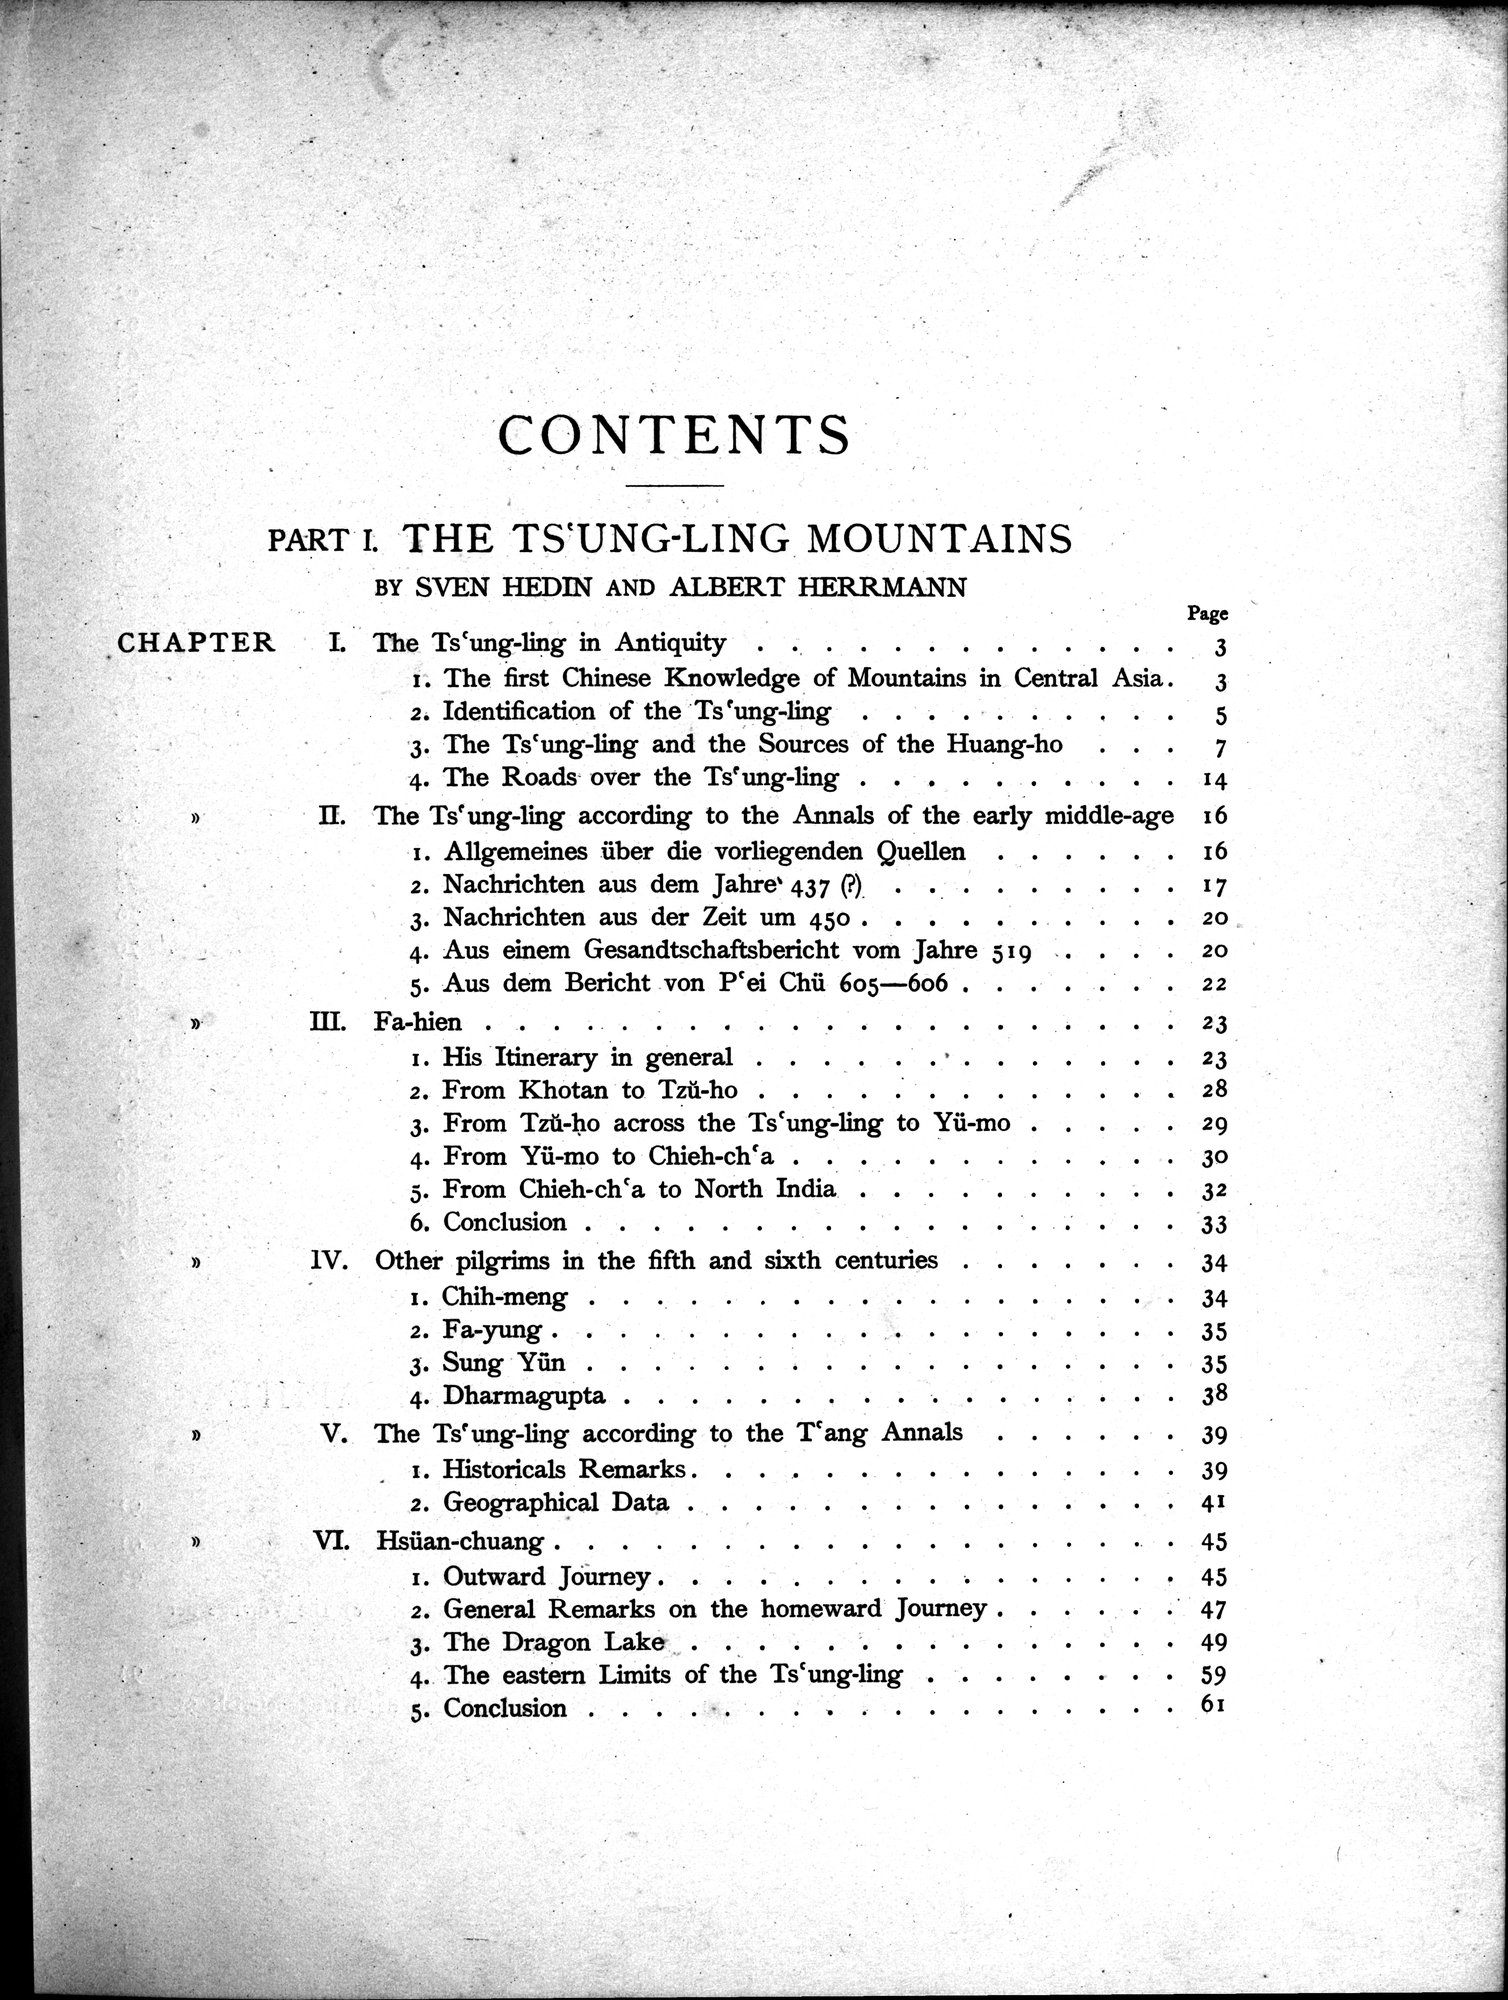 CONTENTS
PART I. THE TSʻUNG-LING MOUNTAINS
BY SVEN HEDIN AND ALBERT HERRMANN
Page
CHAPTER I. The Tsʻung-ling in Antiquity . . . . . . . . . . . . . 3
1. The first Chinese Knowledge of Mountains in Central Asia. 3
2. Identification of the Tsʻung-ling . . . . . . . . . . 5
3. The Tsʻung-ling and the Sources of the Huang-ho . . . 7
4. The Roads over the Tsʻung-ling . . . . . . . . . . 14
» II. The Tsʻung-ling according to the Annals of the early middle-age 16
1. Allgemeines über die vorliegenden Quellen . . . . . . 16
2. Nachrichten aus dem Jahre 437 (?) . . . . . . . . . 17
3. Nachrichten aus der Zeit um 450 . . . . . . . . . . 20
4. Aus einem Gesandtschaftsbericht vom Jahre 519 . . . . 20
5. Aus dem Bericht von Pʻei Chü 605—606 . . . . . . . 22
» III. Fa-hien . . . . . . . . . . . . . . . . . . . . . 23
1. His Itinerary in general . . . . . . . . . . . . . 23
2. From Khotan to Tzŭ-ho . . . . . . . . . . . . . 28
3. From Tzŭ-ho across the Tsʻung-ling to Yü-mo . . . . . 29
4. From Yü-mo to Chieh-chʻa . . . . . . . . . . . . 30
5. From Chieh-chʻa to North India . . . . . . . . . . 32
6. Conclusion . . . . . . . . . . . . . . . . . . 33
» IV. Other pilgrims in the fifth and sixth centuries . . . . . . . 34
1. Chih-meng . . . . . . . . . . . . . . . . . . 34
2. Fa-yung . . . . . . . . . . . . . . . . . . . 35
3. Sung Yün . . . . . . . . . . . . . . . . . . 35
4. Dharmagupta . . . . . . . . . . . . . . . . . 38
» V. The Tsʻung-ling according to the Tʻang Annals . . . . . . 39
1. Historicals Remarks . . . . . . . . . . . . . . . 39
2. Geographical Data . . . . . . . . . . . . . . . 41
» VI. Hsüan-chuang . . . . . . . . . . . . . . . . . . . 45
1. Outward Journey . . . . . . . . . . . . . . . . 45
2. General Remarks on the homeward Journey . . . . . . 47
3. The Dragon Lake . . . . . . . . . . . . . . . 49
4. The eastern Limits of the Tsʻung-ling . . . . . . . . 59
5. Conclusion . . . . . . . . . . . . . . . . . . 61